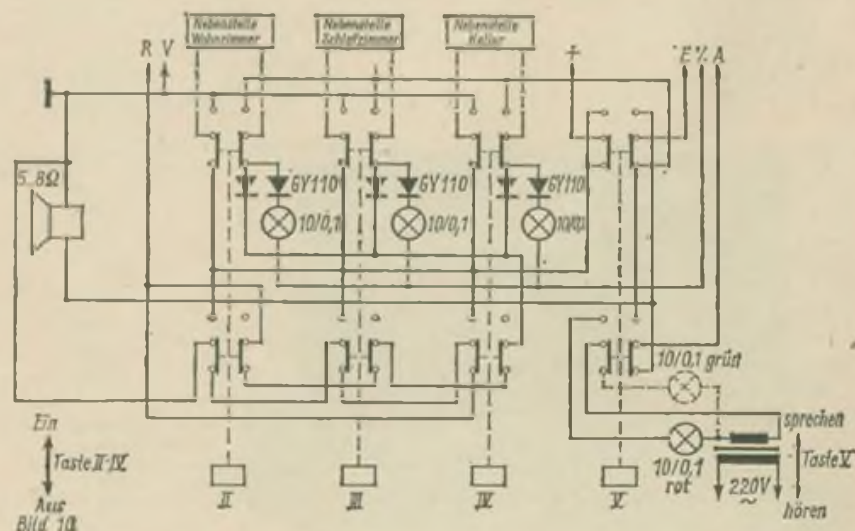 Nebenstelle
Wohnzimmer
Nebenstelle
Schlafzimmer
Nebenstelle
R V
+
E % A
5..8Ω
GY110
GY110
GY110
10/0,1
10/0,1
10/0,1 grün
sprechen
Ein
Taste II-IV
Aus
Bild 10
II
III
IV
V
10/0,1
rot
220V
~
Taste V
hören